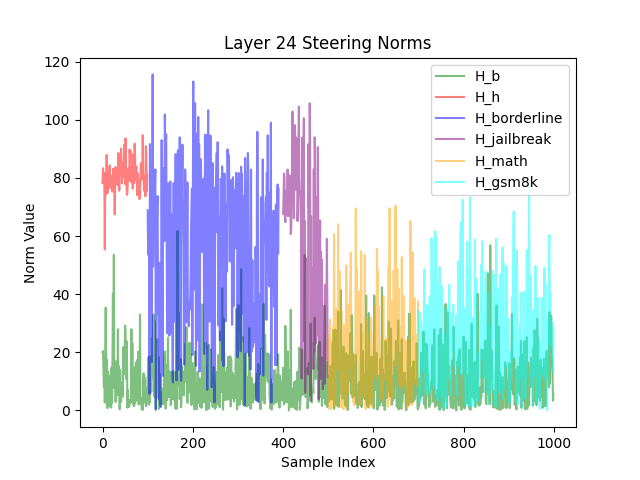 Layer 24 Steering Norms
120
100
80
60
40
20
0
Norm Value
H_b
H_h
H_borderline
H_jailbreak
H_math
H_gsm8k
0
200
400
600
800
1000
Sample Index